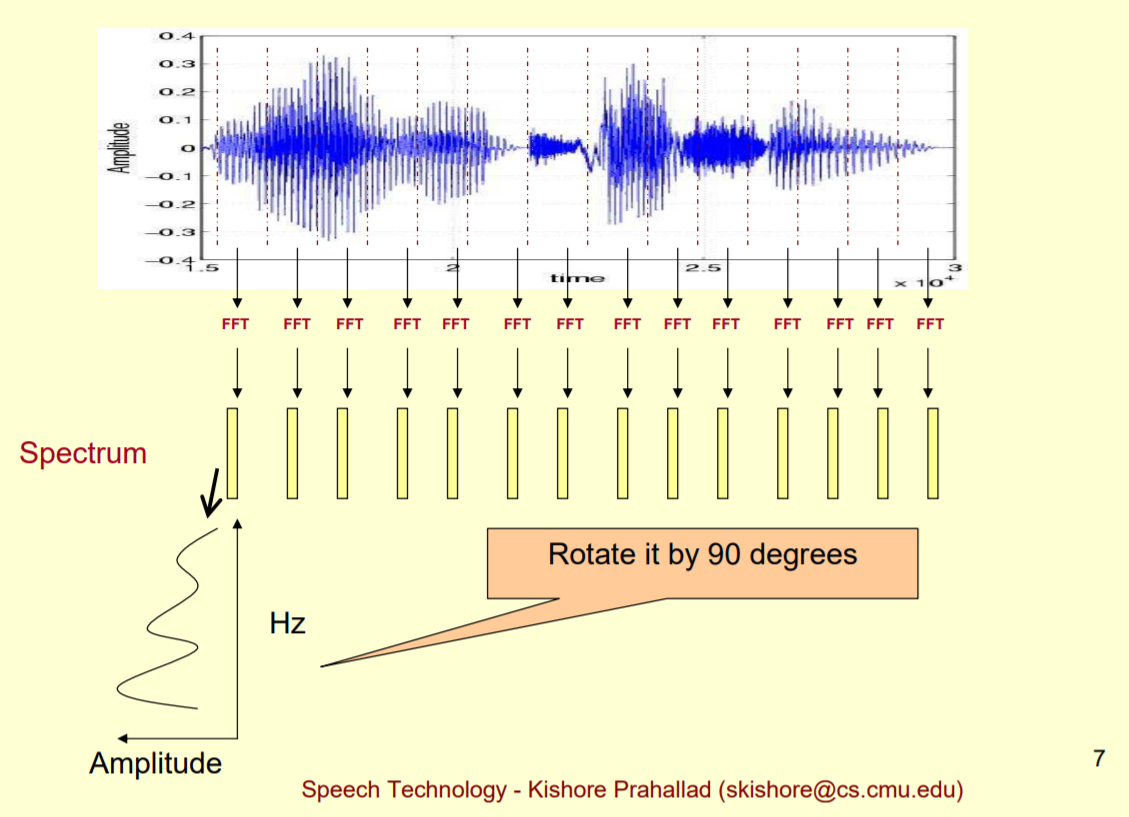 0.4
0.3
0.2
0.1
0
−0.1
−0.2
−0.3
−0.4
Amplitude
1.5 2 2.5 3
time
x 10⁴
FFT FFT FFT FFT FFT FFT FFT FFT FFT FFT FFT FFT FFT FFT
Spectrum
Rotate it by 90 degrees
Hz
Amplitude
7
Speech Technology - Kishore Prahallad (skishore@cs.cmu.edu)